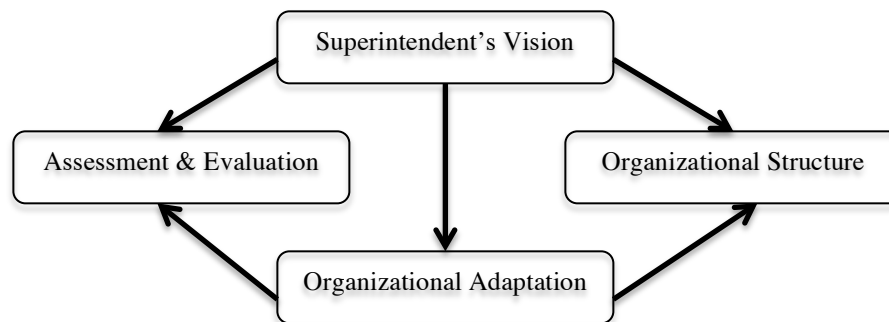 Superintendent’s Vision
Assessment & Evaluation
Organizational Structure
Organizational Adaptation